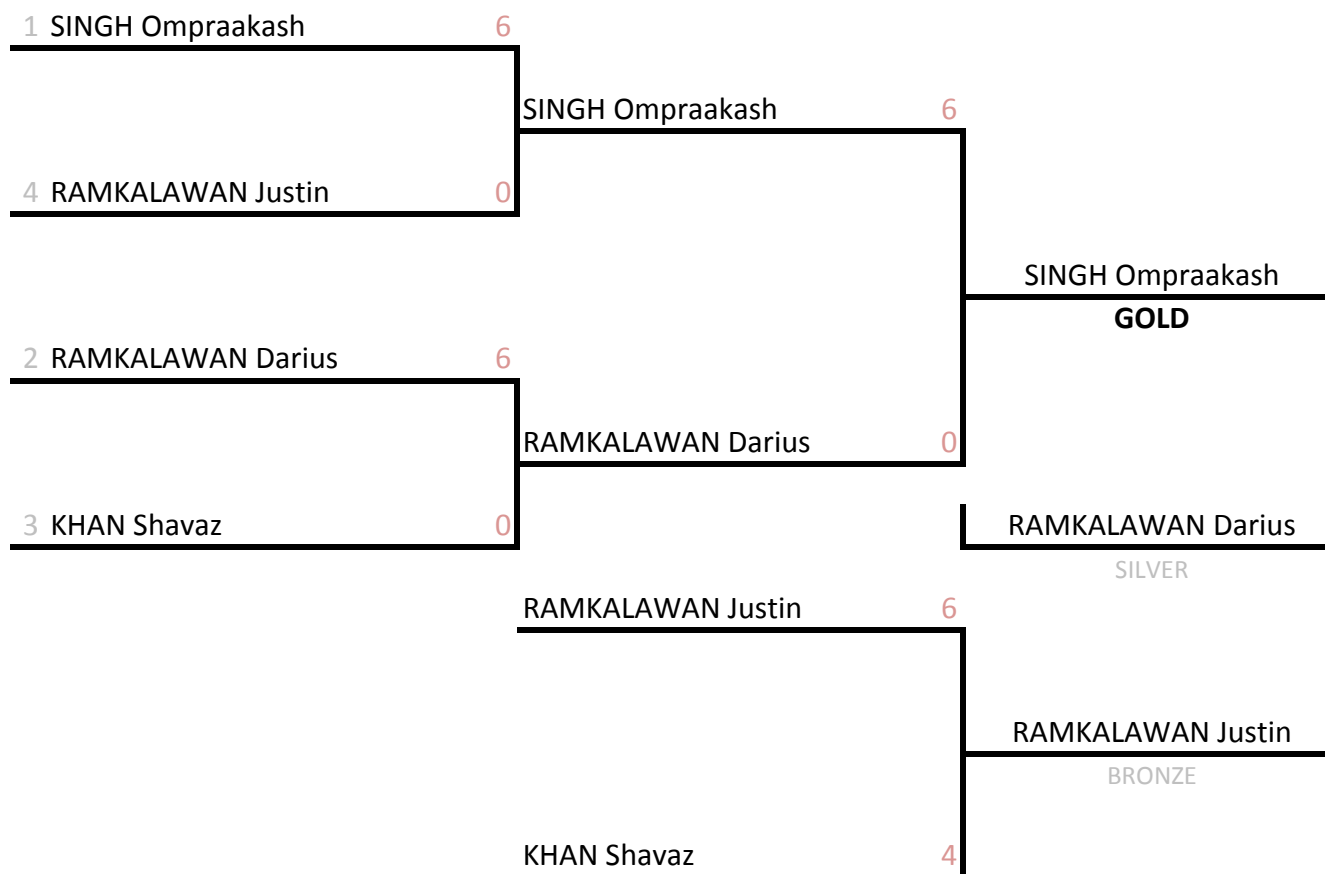 1 SINGH Ompraakash 6
SINGH Ompraakash 6
4 RAMKALAWAN Justin 0
SINGH Ompraakash
GOLD
2 RAMKALAWAN Darius 6
RAMKALAWAN Darius 0
3 KHAN Shavaz 0
RAMKALAWAN Darius
SILVER
RAMKALAWAN Justin 6
RAMKALAWAN Justin
BRONZE
KHAN Shavaz 4